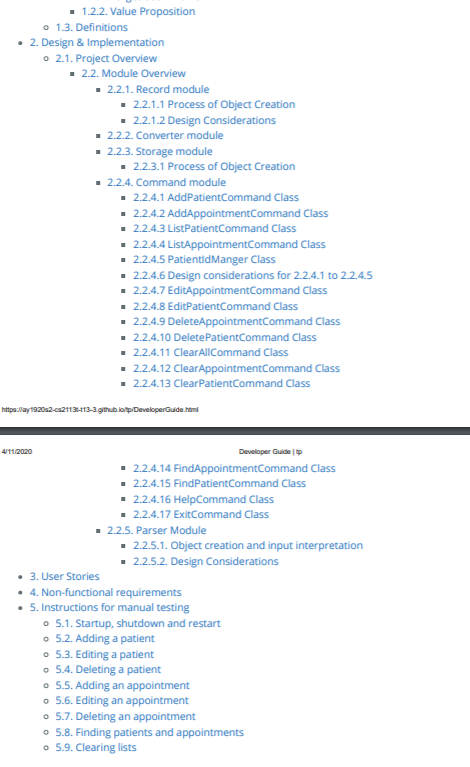 1.2.2. Value Proposition
1.3. Definitions
2. Design & Implementation
2.1. Project Overview
2.2. Module Overview
2.2.1. Record module
2.2.1.1 Process of Object Creation
2.2.1.2 Design Considerations
2.2.2. Converter module
2.2.3. Storage module
2.2.3.1 Process of Object Creation
2.2.4. Command module
2.2.4.1 AddPatientCommand Class
2.2.4.2 AddAppointmentCommand Class
2.2.4.3 ListPatientCommand Class
2.2.4.4 ListAppointmentCommand Class
2.2.4.5 PatientIdManger Class
2.2.4.6 Design considerations for 2.2.4.1 to 2.2.4.5
2.2.4.7 EditAppointmentCommand Class
2.2.4.8 EditPatientCommand Class
2.2.4.9 DeleteAppointmentCommand Class
2.2.4.10 DeletePatientCommand Class
2.2.4.11 ClearAllCommand Class
2.2.4.12 ClearAppointmentCommand Class
2.2.4.13 ClearPatientCommand Class
https://ay1920s2-cs2113t-t13-3.github.io/tp/DeveloperGuide.html
4/11/2020 Developer Guide | tp
2.2.4.14 FindAppointmentCommand Class
2.2.4.15 FindPatientCommand Class
2.2.4.16 HelpCommand Class
2.2.4.17 ExitCommand Class
2.2.5. Parser Module
2.2.5.1. Object creation and input interpretation
2.2.5.2. Design Considerations
3. User Stories
4. Non-functional requirements
5. Instructions for manual testing
5.1. Startup, shutdown and restart
5.2. Adding a patient
5.3. Editing a patient
5.4. Deleting a patient
5.5. Adding an appointment
5.6. Editing an appointment
5.7. Deleting an appointment
5.8. Finding patients and appointments
5.9. Clearing lists